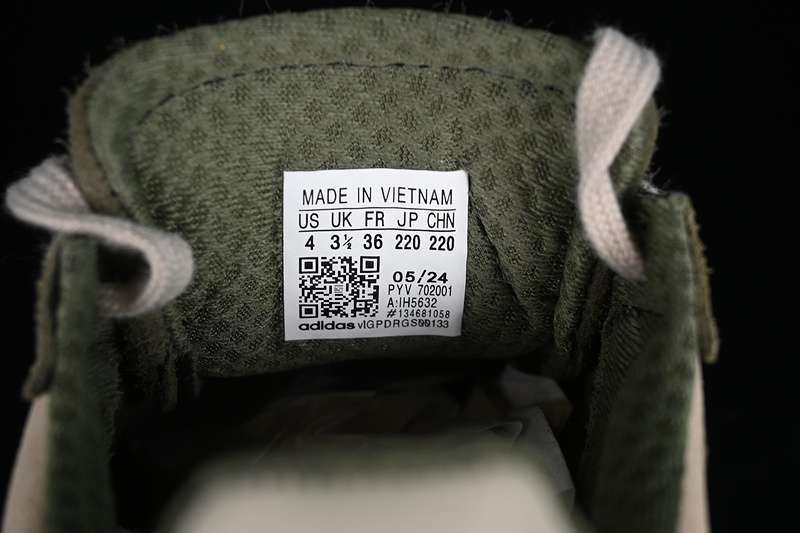 MADE IN VIETNAM
US UK FR JP CHN
4 3½ 36 220 220
05/24
PYV 702001
A:IH5632
#134681058
adidas vIGPDRGS00133